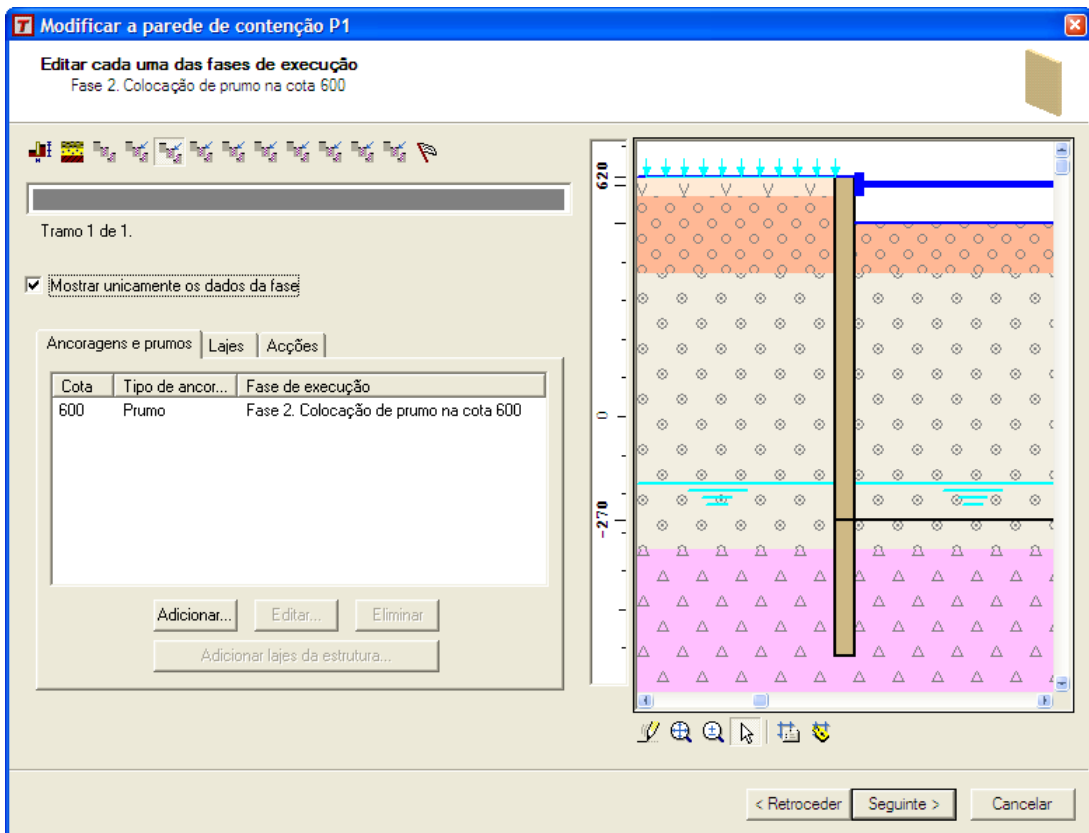 Modificar a parede de contenção P1
Editar cada uma das fases de execução
Fase 2. Colocação de prumo na cota 600
Tramo 1 de 1.
Mostrar unicamente os dados da fase
Ancoragens e prumos Lajes Acções
Cota Tipo de ancor... Fase de execução
600 Prumo Fase 2. Colocação de prumo na cota 600
Adicionar... Editar... Eliminar
Adicionar lajes da estrutura...
620
0
-270
< Retroceder Seguinte > Cancelar